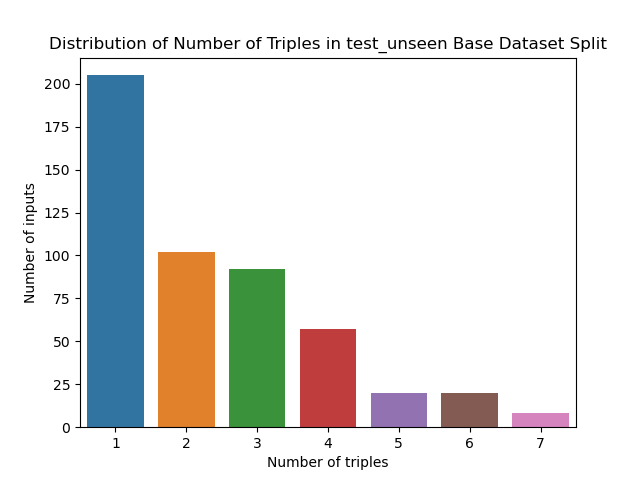 Distribution of Number of Triples in test_unseen Base Dataset Split
200
175
150
125
100
75
50
25
0
Number of inputs
1 2 3 4 5 6 7
Number of triples